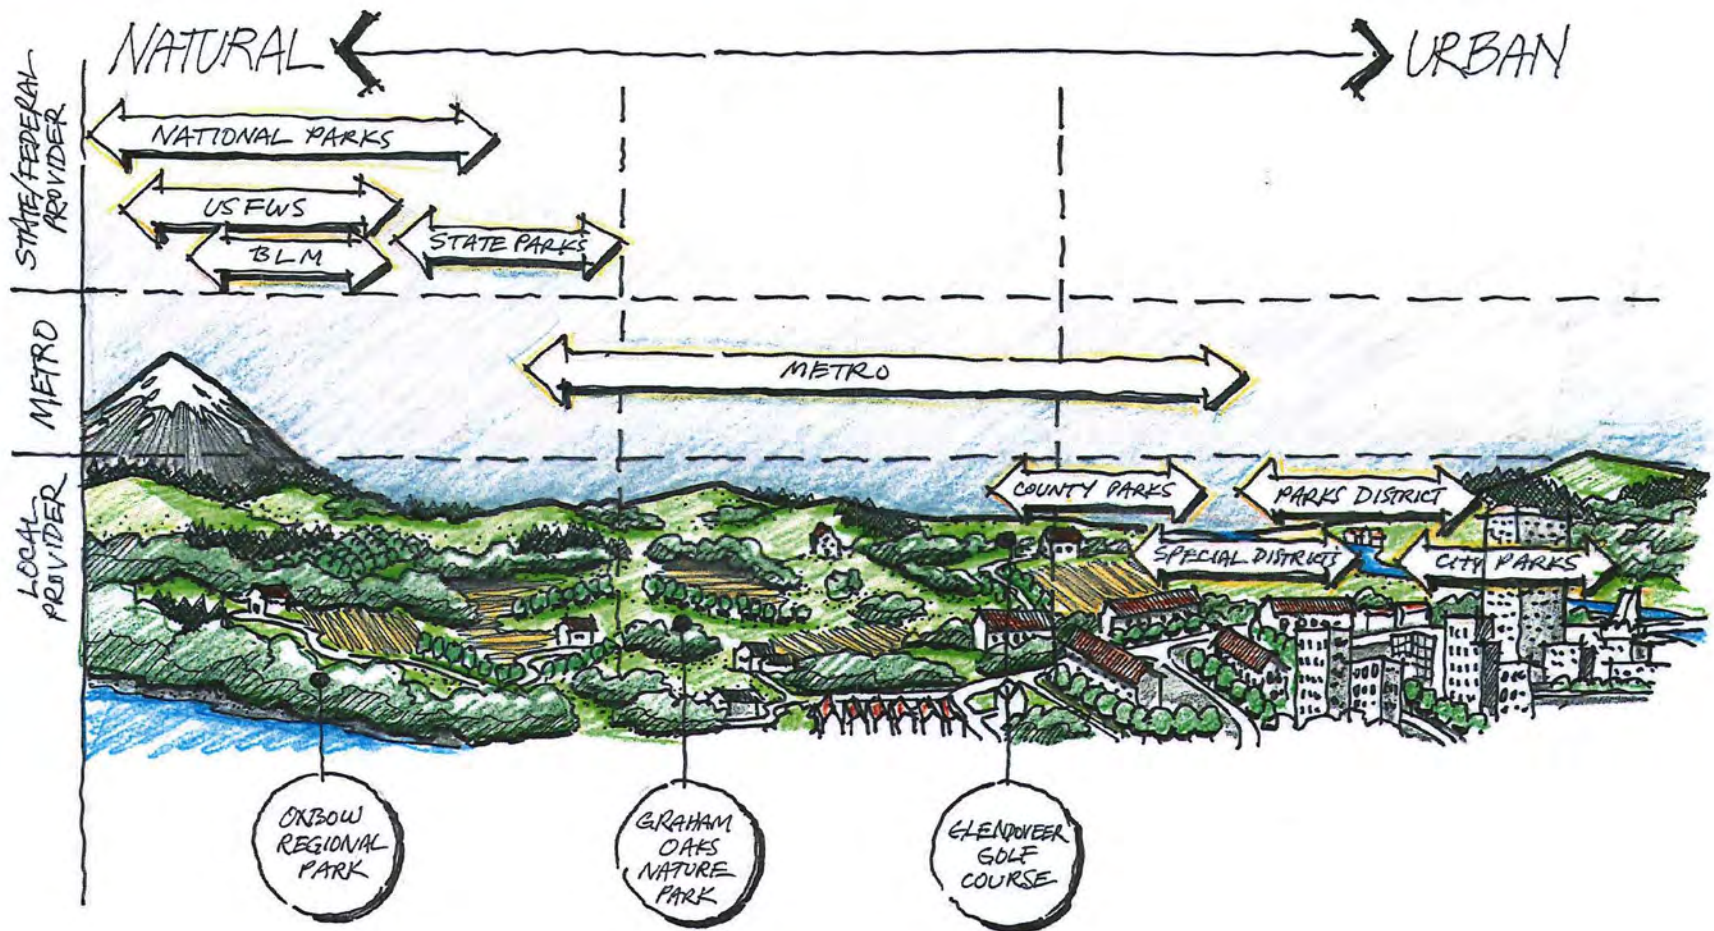 NATURAL
URBAN
STATE/FEDERAL
PROVIDER
NATIONAL PARKS
USFWS
BLM
STATE PARKS
METRO
METRO
LOCAL
PROVIDER
COUNTY PARKS
PARKS DISTRICT
SPECIAL DISTRICTS
CITY PARKS
OXBOW
REGIONAL
PARK
GRAHAM
OAKS
NATURE
PARK
GLENDOVEER
GOLF
COURSE